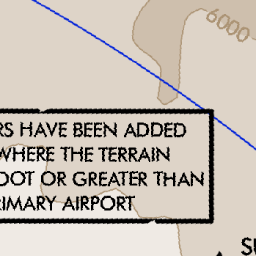 6000
RS HAVE BEEN ADDED
WHERE THE TERRAIN
OOT OR GREATER THAN
RIMARY AIRPORT
SU